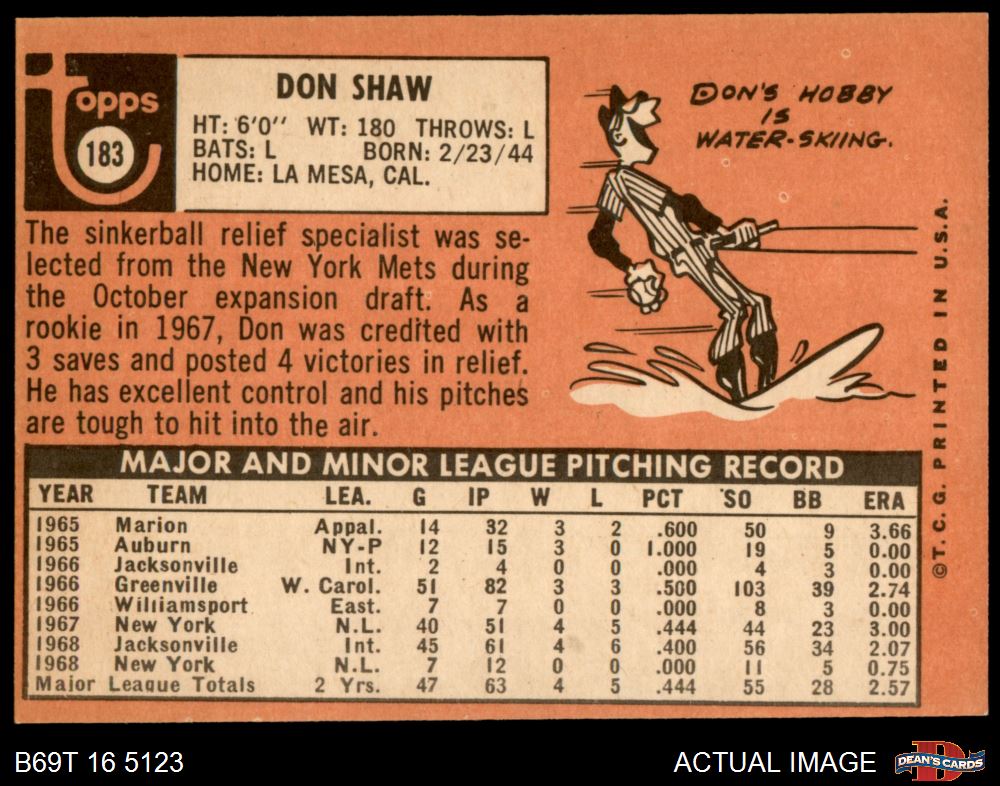 Topps
183
DON SHAW
HT: 6'0" WT: 180 THROWS: L
BATS: L BORN: 2/23/44
HOME: LA MESA, CAL.
DON'S HOBBY
IS
WATER-SKIING.
The sinkerball relief specialist was se-
lected from the New York Mets during
the October expansion draft. As a
rookie in 1967, Don was credited with
3 saves and posted 4 victories in relief.
He has excellent control and his pitches
are tough to hit into the air.
MAJOR AND MINOR LEAGUE PITCHING RECORD
YEAR TEAM LEA. G IP W L PCT SO BB ERA
1965 Marion Appal. 14 32 3 2 .600 50 9 3.66
1965 Auburn NY-P 12 15 3 0 1.000 19 5 0.00
1966 Jacksonville Int. 2 4 0 0 .000 4 3 0.00
1966 Greenville W. Carol. 51 82 3 3 .500 103 39 2.74
1966 Williamsport East. 7 7 0 0 .000 8 3 0.00
1967 New York N.L. 40 51 4 5 .444 44 23 3.00
1968 Jacksonville Int. 45 61 4 6 .400 56 34 2.07
1968 New York N.L. 7 12 0 0 .000 11 5 0.75
Major League Totals 2 Yrs. 47 63 4 5 .444 55 28 2.57
©T. C. G. PRINTED IN U.S.A.
B69T 16 5123
ACTUAL IMAGE
DEAN'S CARDS